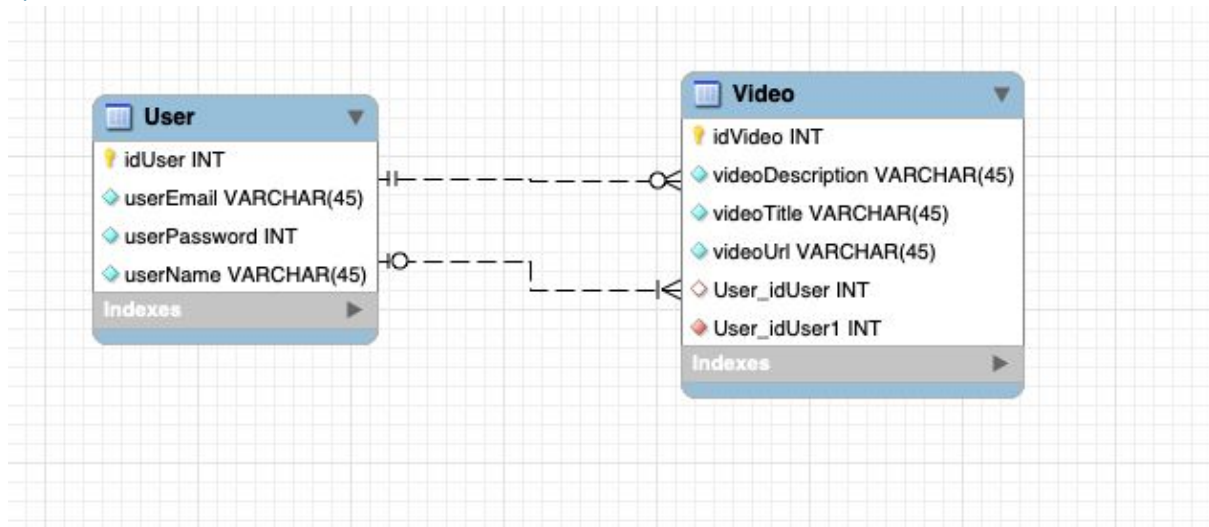 User
idUser INT
userEmail VARCHAR(45)
userPassword INT
userName VARCHAR(45)
Indexes
Video
idVideo INT
videoDescription VARCHAR(45)
videoTitle VARCHAR(45)
videoUrl VARCHAR(45)
User_idUser INT
User_idUser1 INT
Indexes